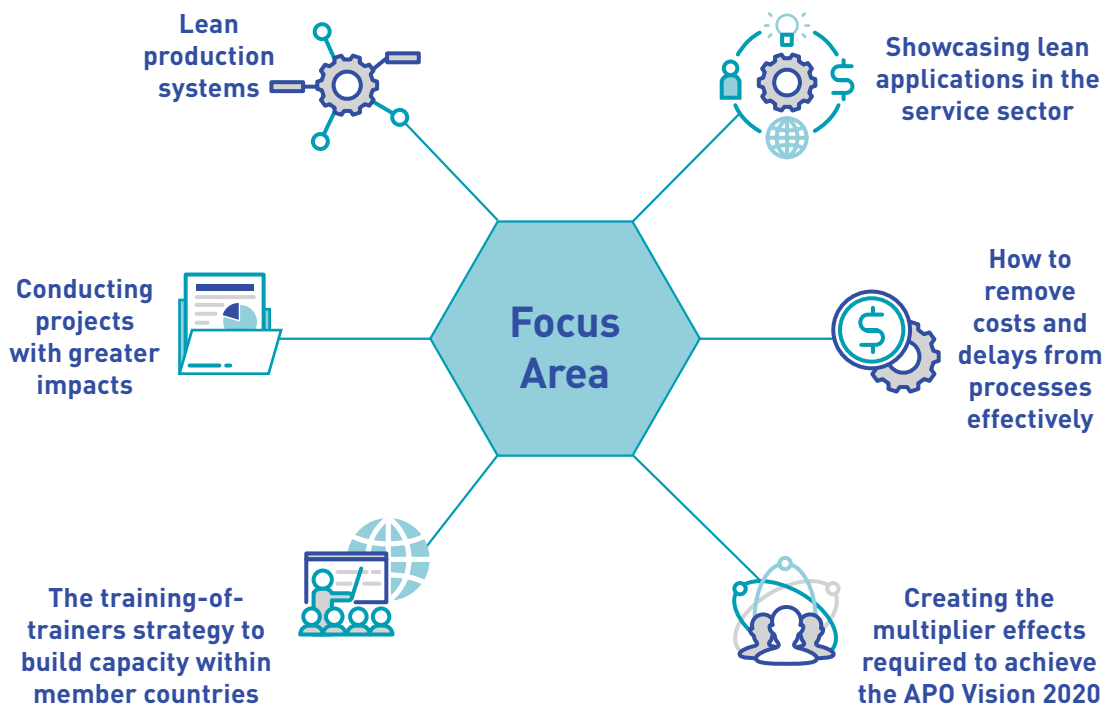 Lean
production
systems
Showcasing lean
applications in the
service sector
Conducting
projects
with greater
impacts
Focus
Area
How to
remove
costs and
delays from
processes
effectively
The training-of-
trainers strategy to
build capacity within
member countries
Creating the
multiplier effects
required to achieve
the APO Vision 2020
$
$